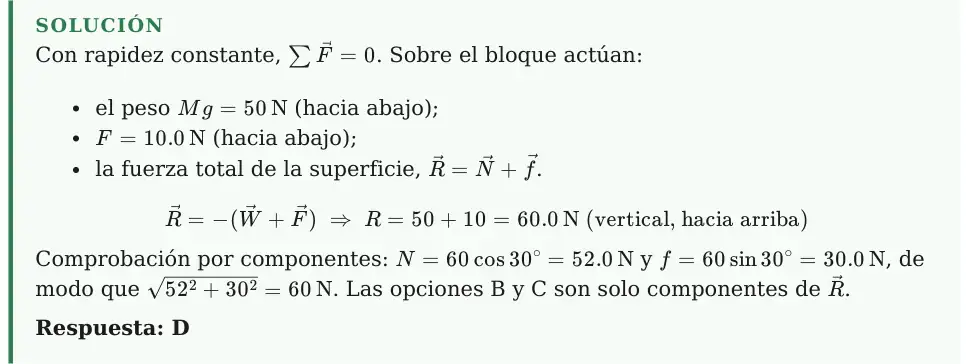 SOLUCIÓN
Con rapidez constante, ∑ F⃗ = 0. Sobre el bloque actúan:
• el peso Mg = 50 N (hacia abajo);
• F = 10.0 N (hacia abajo);
• la fuerza total de la superficie, R⃗ = N⃗ + f⃗.
R⃗ = −(W⃗ + F⃗) ⇒ R = 50 + 10 = 60.0 N (vertical, hacia arriba)
Comprobación por componentes: N = 60 cos 30° = 52.0 N y f = 60 sin 30° = 30.0 N, de
modo que √(52² + 30²) = 60 N. Las opciones B y C son solo componentes de R⃗.
Respuesta: D